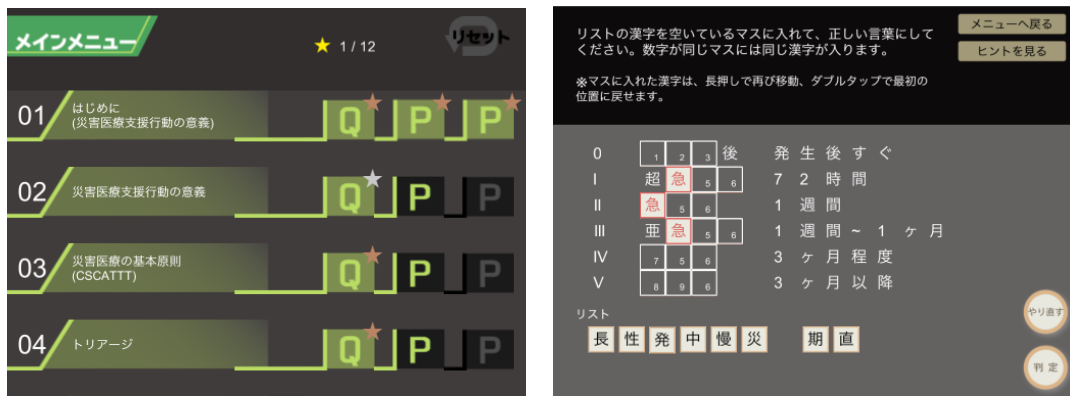 メインメニュー
★ 1 / 12
リセット
01 はじめに
(災害医療支援行動の意義)
Q P P
02 災害医療支援行動の意義
Q P P
03 災害医療の基本原則
(CSCATTT)
Q P P
04 トリアージ
Q P P
リストの漢字を空いているマスに入れて、正しい言葉にして
ください。数字が同じマスには同じ漢字が入ります。
※マスに入れた漢字は、長押しで再び移動、ダブルタップで最初の
位置に戻せます。
メニューへ戻る
ヒントを見る
0 1 2 3 後 発生後すぐ
I 超 急 5 6 72時間
II 急 5 6 1週間
III 亜 急 5 6 1週間~1ヶ月
IV 7 5 6 3ヶ月程度
V 8 9 6 3ヶ月以降
リスト
長 性 発 中 慢 災 期 直
やり直す
判定